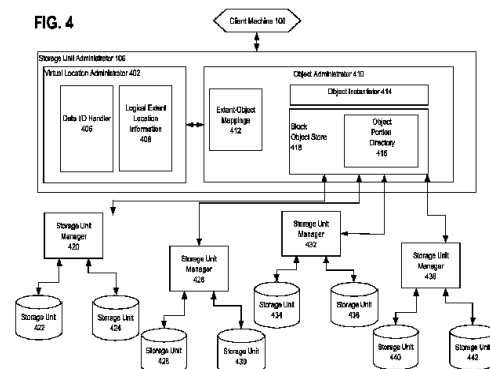 FIG. 4
Client Machine 100
Storage Unit Administrator 106
Virtual Location Administrator 402
Object Administrator 410
Data I/O Handler
406
Logical Extent
Location
Information
408
Extent-Object
Mappings
412
Object Instantiator 414
Block
Object Store
418
Object
Portion
Directory
416
Storage Unit
Manager
420
Storage Unit
Manager
426
Storage Unit
Manager
432
Storage Unit
Manager
438
Storage Unit
422
Storage Unit
424
Storage Unit
428
Storage Unit
430
Storage Unit
434
Storage Unit
436
Storage Unit
440
Storage Unit
442